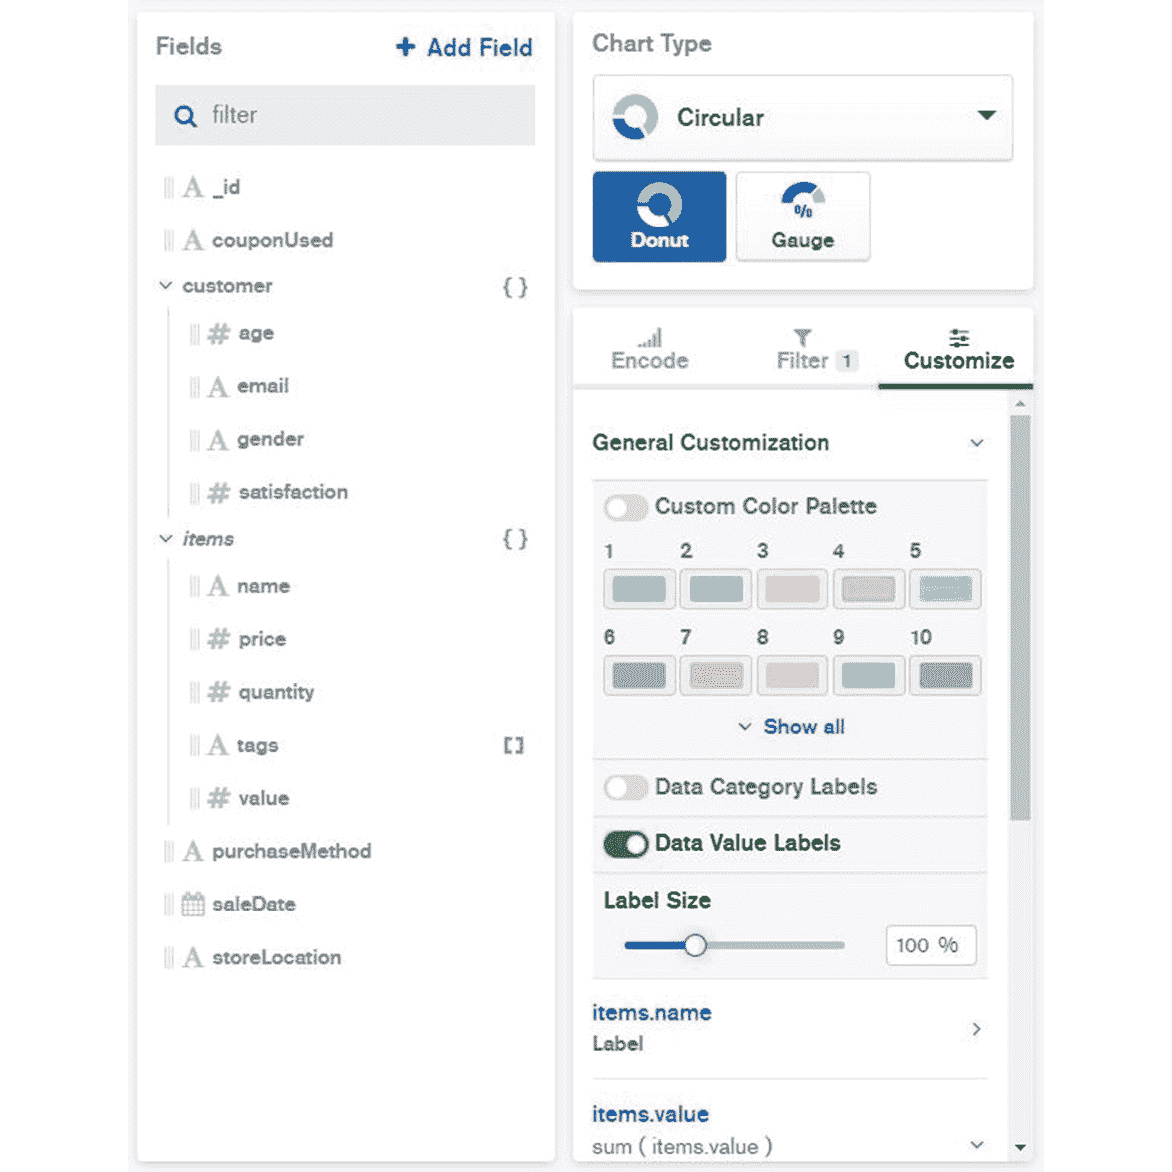 Fields
+ Add Field
filter
A _id
A couponUsed
customer { }
# age
A email
A gender
# satisfaction
items { }
A name
# price
# quantity
A tags [ ]
# value
A purchaseMethod
saleDate
A storeLocation
Chart Type
Circular
Donut
% Gauge
Encode
Filter 1
Customize
General Customization
Custom Color Palette
1 2 3 4 5
6 7 8 9 10
Show all
Data Category Labels
Data Value Labels
Label Size
100 %
items.name
Label
items.value
sum ( items.value )